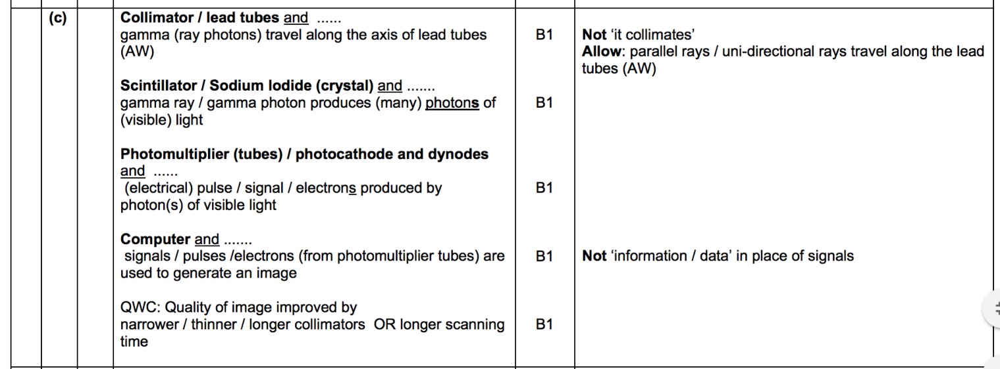 (c)
Collimator / lead tubes and ......
gamma (ray photons) travel along the axis of lead tubes
(AW)
B1
Not ‘it collimates’
Allow: parallel rays / uni-directional rays travel along the lead
tubes (AW)
Scintillator / Sodium Iodide (crystal) and .......
gamma ray / gamma photon produces (many) photons of
(visible) light
B1
Photomultiplier (tubes) / photocathode and dynodes
and ......
(electrical) pulse / signal / electrons produced by
photon(s) of visible light
B1
Computer and .......
signals / pulses /electrons (from photomultiplier tubes) are
used to generate an image
B1
Not ‘information / data’ in place of signals
QWC: Quality of image improved by
narrower / thinner / longer collimators OR longer scanning
time
B1